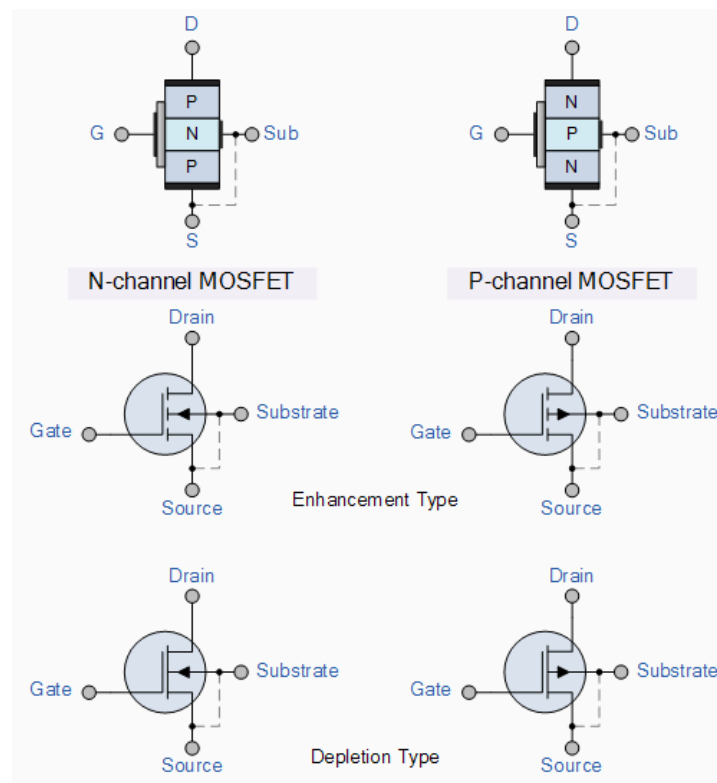 D D
P N
G N Sub G P Sub
P N
S S
N-channel MOSFET P-channel MOSFET
Drain Drain
Substrate Substrate
Gate Gate
Source Source
Enhancement Type
Drain Drain
Gate Substrate Gate Substrate
Source Source
Depletion Type